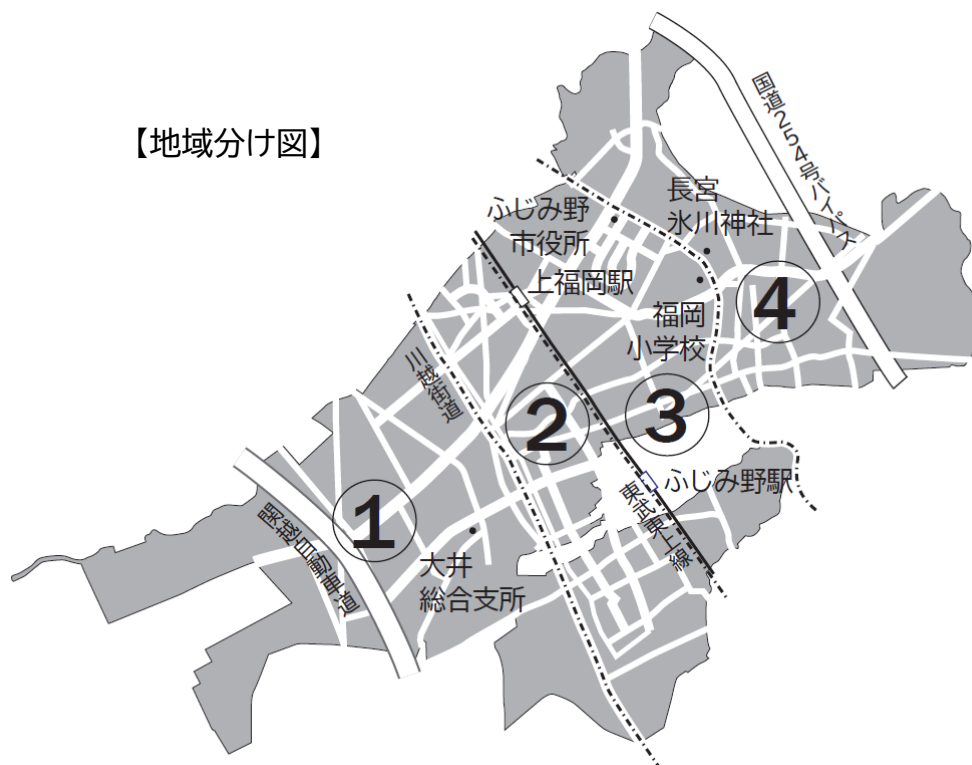 【地域分け図】
国道254号バイパス
長宮
氷川神社
ふじみ野
市役所
上福岡駅
4
福岡
小学校
川越街道
2
3
ふじみ野駅
東武東上線
1
関越自動車道
大井
総合支所